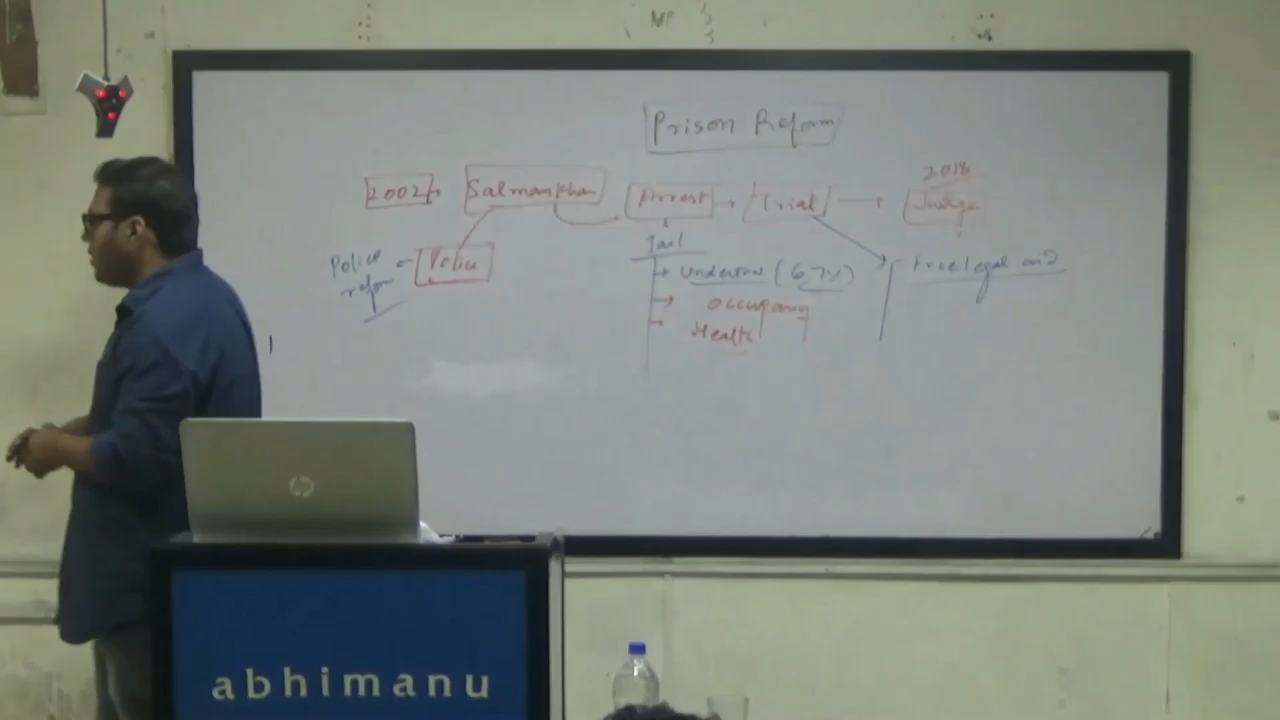 Prison Reform
2002
Salman Khan
Arrest
Trial
2018
Judge
Police
reform
Police
Jail
Undertrial (67%)
Occupancy
Health
free legal aid
hp
abhimanu